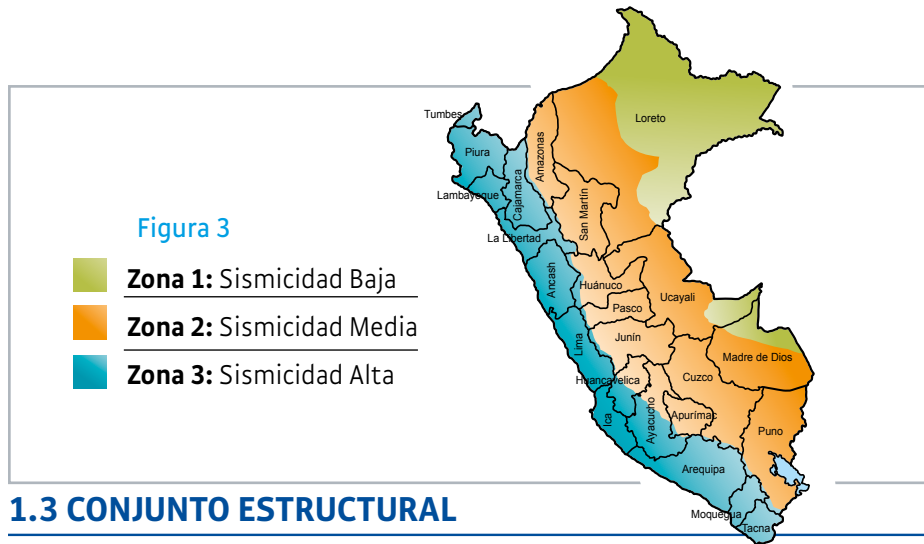 Tumbes
Piura
Lambayeque
Cajamarca
Amazonas
Loreto
San Martín
La Libertad
Ancash
Huánuco
Ucayali
Pasco
Lima
Junín
Madre de Dios
Cuzco
Huancavelica
Ica
Ayacucho
Apurímac
Puno
Arequipa
Moquegua
Tacna
Figura 3
Zona 1: Sismicidad Baja
Zona 2: Sismicidad Media
Zona 3: Sismicidad Alta
1.3 CONJUNTO ESTRUCTURAL